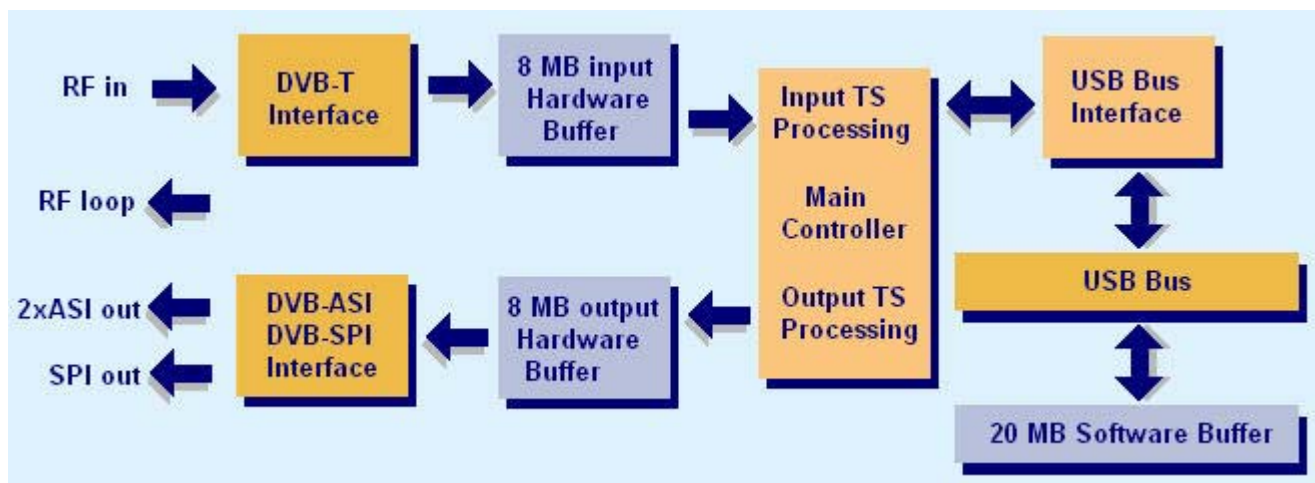 RF in
DVB-T
Interface
8 MB input
Hardware
Buffer
Input TS
Processing
Main
Controller
Output TS
Processing
USB Bus
Interface
RF loop
2xASI out
SPI out
DVB-ASI
DVB-SPI
Interface
8 MB output
Hardware
Buffer
USB Bus
20 MB Software Buffer